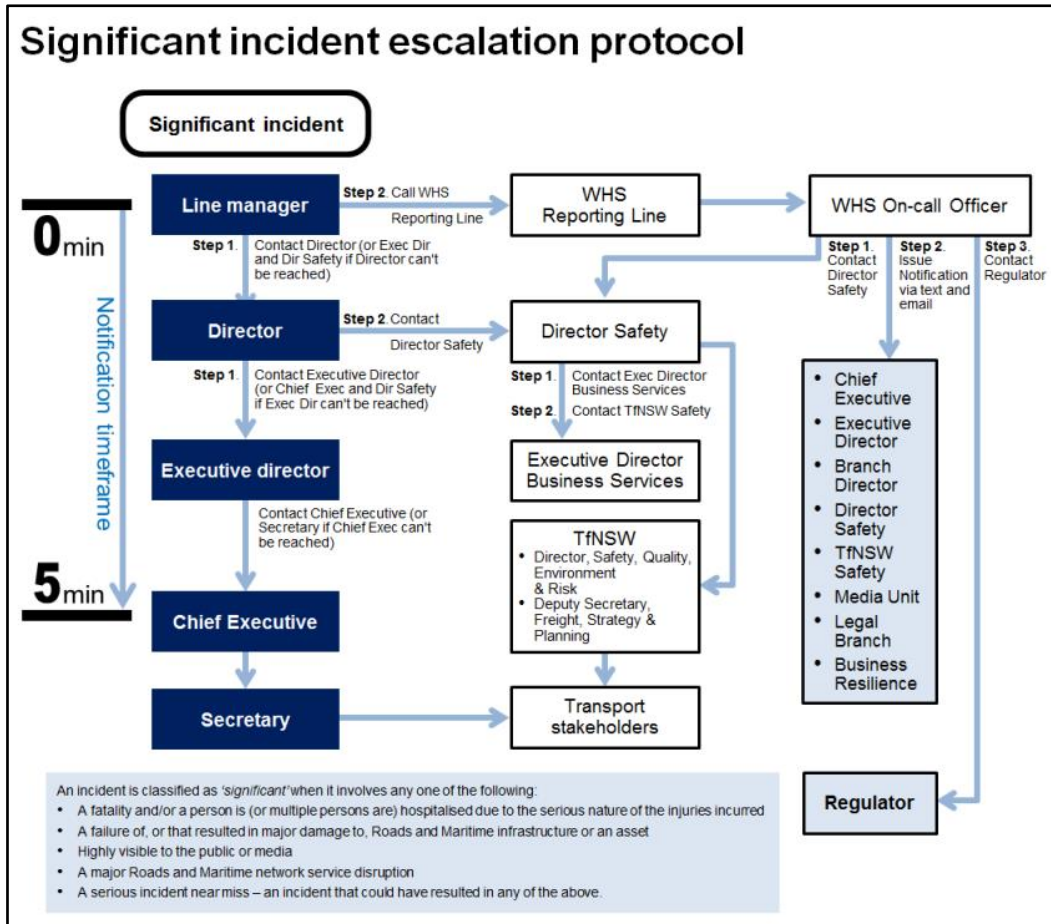 Significant incident escalation protocol
Significant incident
0min
Notification timeframe
5min
Line manager
Step 2. Call WHS
Reporting Line
WHS
Reporting Line
WHS On-call Officer
Step 1. Contact Director (or Exec Dir
and Dir Safety if Director can't
be reached)
Step 1.
Contact
Director
Safety
Step 2.
Issue
Notification
via text and
email
Step 3.
Contact
Regulator
Director
Step 2. Contact
Director Safety
Director Safety
Step 1. Contact Executive Director
(or Chief Exec and Dir Safety
if Exec Dir can't be reached)
Step 1. Contact Exec Director
Business Services
Step 2. Contact TfNSW Safety
Executive director
Executive Director
Business Services
Contact Chief Executive (or
Secretary if Chief Exec can't
be reached)
TfNSW
• Director, Safety, Quality,
Environment
& Risk
• Deputy Secretary,
Freight, Strategy &
Planning
• Chief
Executive
• Executive
Director
• Branch
Director
• Director
Safety
• TfNSW
Safety
• Media Unit
• Legal
Branch
• Business
Resilience
Chief Executive
Secretary
Transport
stakeholders
Regulator
An incident is classified as 'significant' when it involves any one of the following:
• A fatality and/or a person is (or multiple persons are) hospitalised due to the serious nature of the injuries incurred
• A failure of, or that resulted in major damage to, Roads and Maritime infrastructure or an asset
• Highly visible to the public or media
• A major Roads and Maritime network service disruption
• A serious incident near miss – an incident that could have resulted in any of the above.